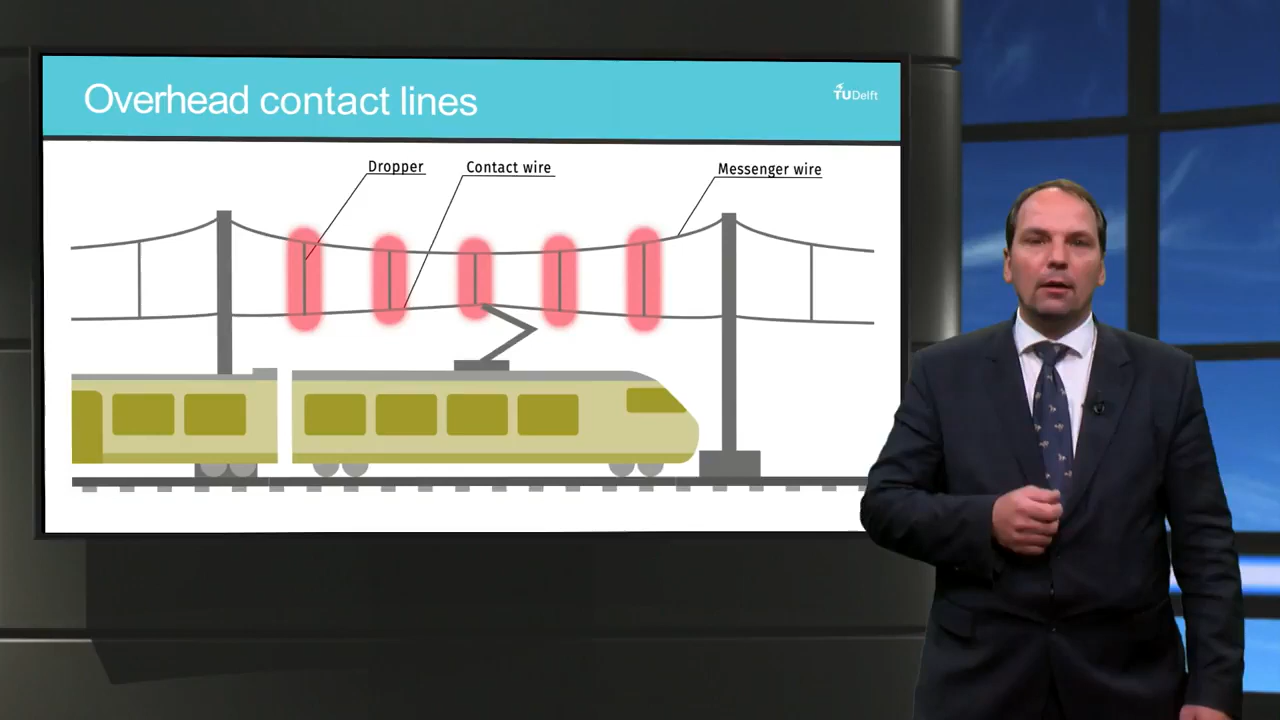 Overhead contact lines
TUDelft
Dropper
Contact wire
Messenger wire